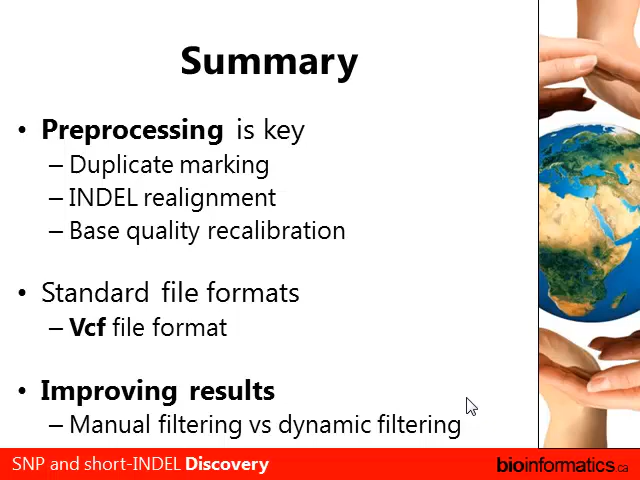 Summary
• Preprocessing is key
– Duplicate marking
– INDEL realignment
– Base quality recalibration
• Standard file formats
– Vcf file format
• Improving results
– Manual filtering vs dynamic filtering
SNP and short-INDEL Discovery
bioinformatics.ca